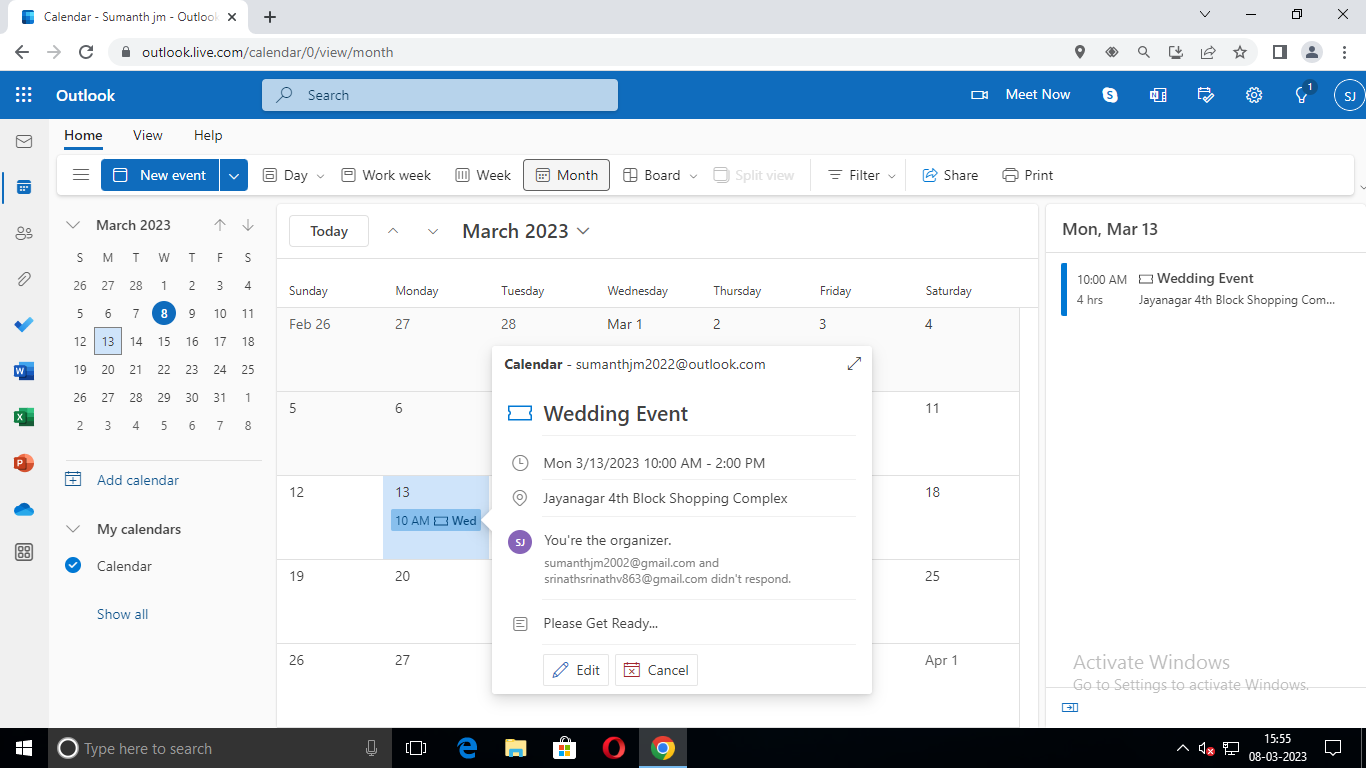 Calendar - Sumanth jm - Outlook
outlook.live.com/calendar/0/view/month
Outlook
Search
Meet Now
1
SJ
Home View Help
New event Day Work week Week Month Board Split view Filter Share Print
March 2023
S M T W T F S
26 27 28 1 2 3 4
5 6 7 8 9 10 11
12 13 14 15 16 17 18
19 20 21 22 23 24 25
26 27 28 29 30 31 1
2 3 4 5 6 7 8
Add calendar
My calendars
Calendar
Show all
Today March 2023
Sunday Monday Tuesday Wednesday Thursday Friday Saturday
Feb 26 27 28 Mar 1 2 3 4
5 6 11
12 13 18
10 AM Wed
19 20 25
26 27 Apr 1
Calendar - sumanthjm2022@outlook.com
Wedding Event
Mon 3/13/2023 10:00 AM - 2:00 PM
Jayanagar 4th Block Shopping Complex
SJ You're the organizer.
sumanthjm2002@gmail.com and
srinathsrinathv863@gmail.com didn't respond.
Please Get Ready...
Edit Cancel
Mon, Mar 13
10:00 AM Wedding Event
4 hrs Jayanagar 4th Block Shopping Com...
Activate Windows
Go to Settings to activate Windows.
Type here to search
15:55
08-03-2023